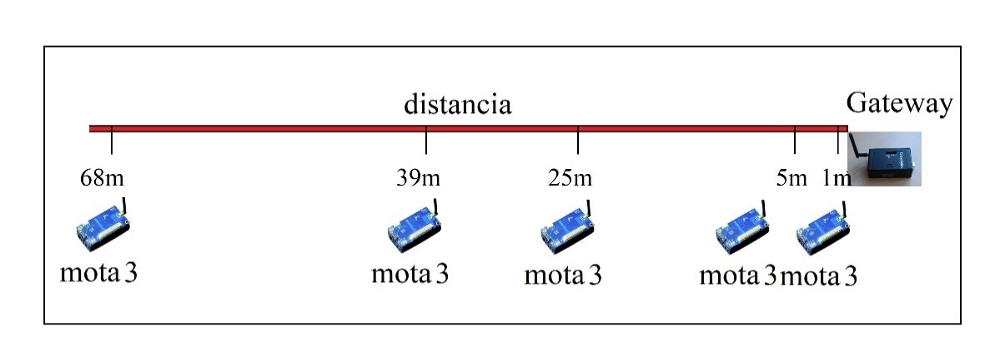 distancia
Gateway
68m 39m 25m 5m 1m
mota 3 mota 3 mota 3 mota 3 mota 3